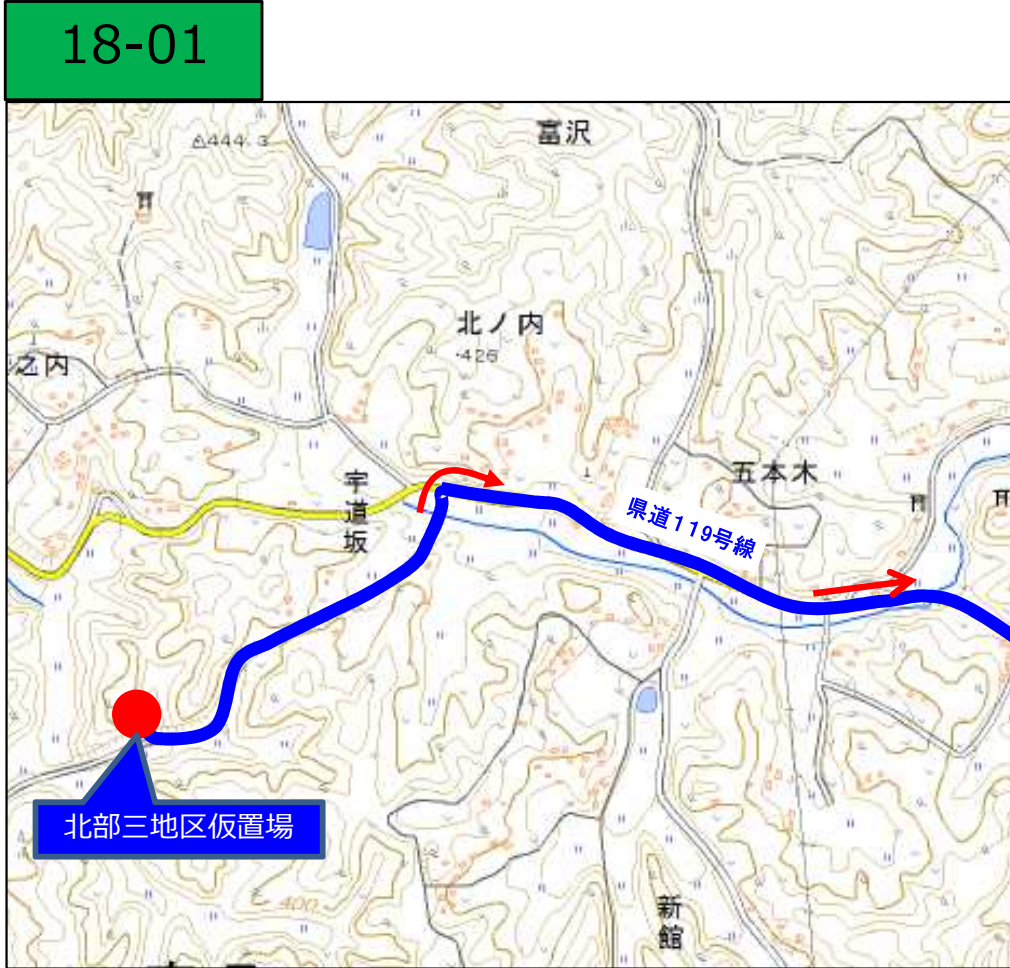 18-01
444.3
富沢
北ノ内
・426
之内
宇道坂
五本木
県道119号線
北部三地区仮置場
400
新館